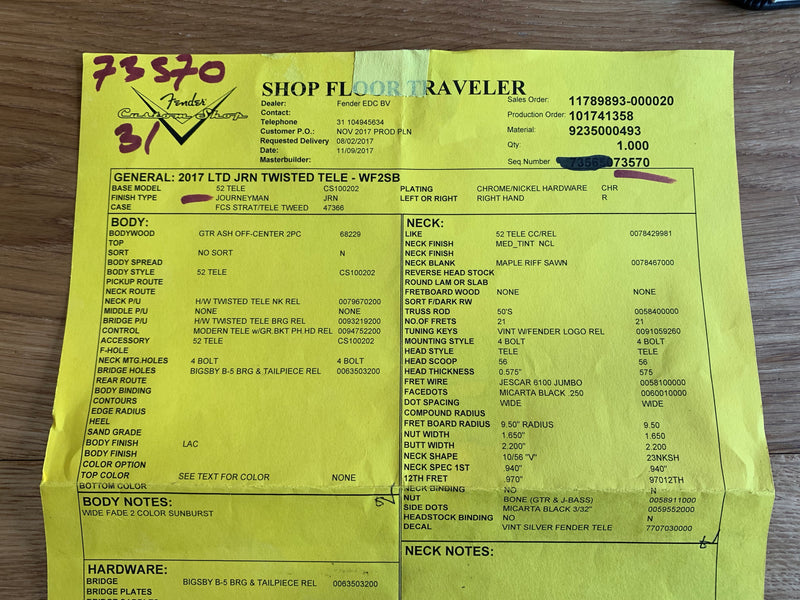 73570
SHOP FLOOR TRAVELER
Fender
Custom Shop
31
Dealer: Fender EDC BV
Contact:
Telephone 31 104945634
Customer P.O.: NOV 2017 PROD PLN
Requested Delivery 08/02/2017
Date: 11/09/2017
Masterbuilder:
Sales Order: 11789893-000020
Production Order: 101741358
Material: 9235000493
Qty: 1.000
Seq Number 73565073570
GENERAL: 2017 LTD JRN TWISTED TELE - WF2SB
BASE MODEL 52 TELE CS100202 PLATING CHROME/NICKEL HARDWARE CHR
FINISH TYPE JOURNEYMAN JRN LEFT OR RIGHT RIGHT HAND R
CASE FCS STRAT/TELE TWEED 47366
BODY:
BODYWOOD GTR ASH OFF-CENTER 2PC 68229
TOP
SORT NO SORT N
BODY SPREAD
BODY STYLE 52 TELE CS100202
PICKUP ROUTE
NECK ROUTE
NECK P/U H/W TWISTED TELE NK REL 0079670200
MIDDLE P/U NONE NONE
BRIDGE P/U H/W TWISTED TELE BRG REL 0093219200
CONTROL MODERN TELE w/GR.BKT PH.HD REL 0094752200
ACCESSORY 52 TELE CS100202
F-HOLE
NECK MTG.HOLES 4 BOLT 4 BOLT
BRIDGE HOLES BIGSBY B-5 BRG & TAILPIECE REL 0063503200
REAR ROUTE
BODY BINDING
CONTOURS
EDGE RADIUS
HEEL
SAND GRADE
BODY FINISH LAC
BODY FINISH
COLOR OPTION
TOP COLOR SEE TEXT FOR COLOR NONE
BOTTOM COLOR
BODY NOTES:
WIDE FADE 2 COLOR SUNBURST
HARDWARE:
BRIDGE BIGSBY B-5 BRG & TAILPIECE REL 0063503200
BRIDGE PLATES
NECK:
LIKE 52 TELE CC/REL 0078429981
NECK FINISH MED_TINT NCL
NECK FINISH
NECK BLANK MAPLE RIFF SAWN 0078467000
REVERSE HEAD STOCK
ROUND LAM OR SLAB
FRETBOARD WOOD NONE NONE
SORT F/DARK RW
TRUSS ROD 50'S 0058400000
NO.OF FRETS 21 21
TUNING KEYS VINT W/FENDER LOGO REL 0091059260
MOUNTING STYLE 4 BOLT 4 BOLT
HEAD STYLE TELE TELE
HEAD SCOOP 56 56
HEAD THICKNESS 0.575" 575
FRET WIRE JESCAR 6100 JUMBO 0058100000
FACEDOTS MICARTA BLACK .250 0060010000
DOT SPACING WIDE WIDE
COMPOUND RADIUS
FRET BOARD RADIUS 9.50" RADIUS 9.50
NUT WIDTH 1.650" 1.650
BUTT WIDTH 2.200" 2.200
NECK SHAPE 10/56 "V" 23NKSH
NECK SPEC 1ST .940" .940"
12TH FRET .970" 97012TH
NECK BINDING NO N
NUT BONE (GTR & J-BASS) 0058911000
SIDE DOTS MICARTA BLACK 3/32" 0059552000
HEADSTOCK BINDING NO N
DECAL VINT SILVER FENDER TELE 7707030000
NECK NOTES: